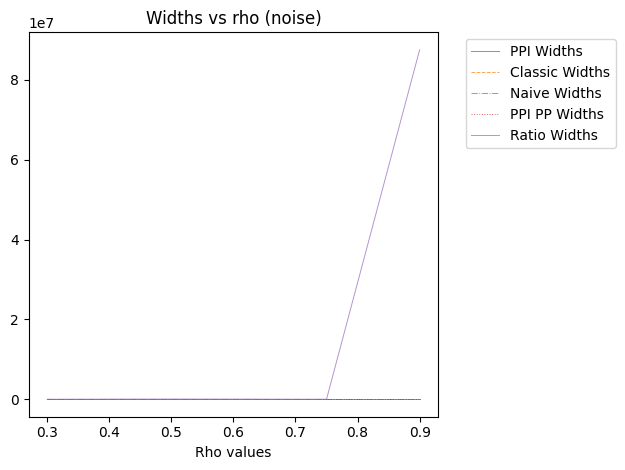 Widths vs rho (noise)
1e7
8
6
4
2
0
0.3 0.4 0.5 0.6 0.7 0.8 0.9
Rho values
PPI Widths
Classic Widths
Naive Widths
PPI PP Widths
Ratio Widths